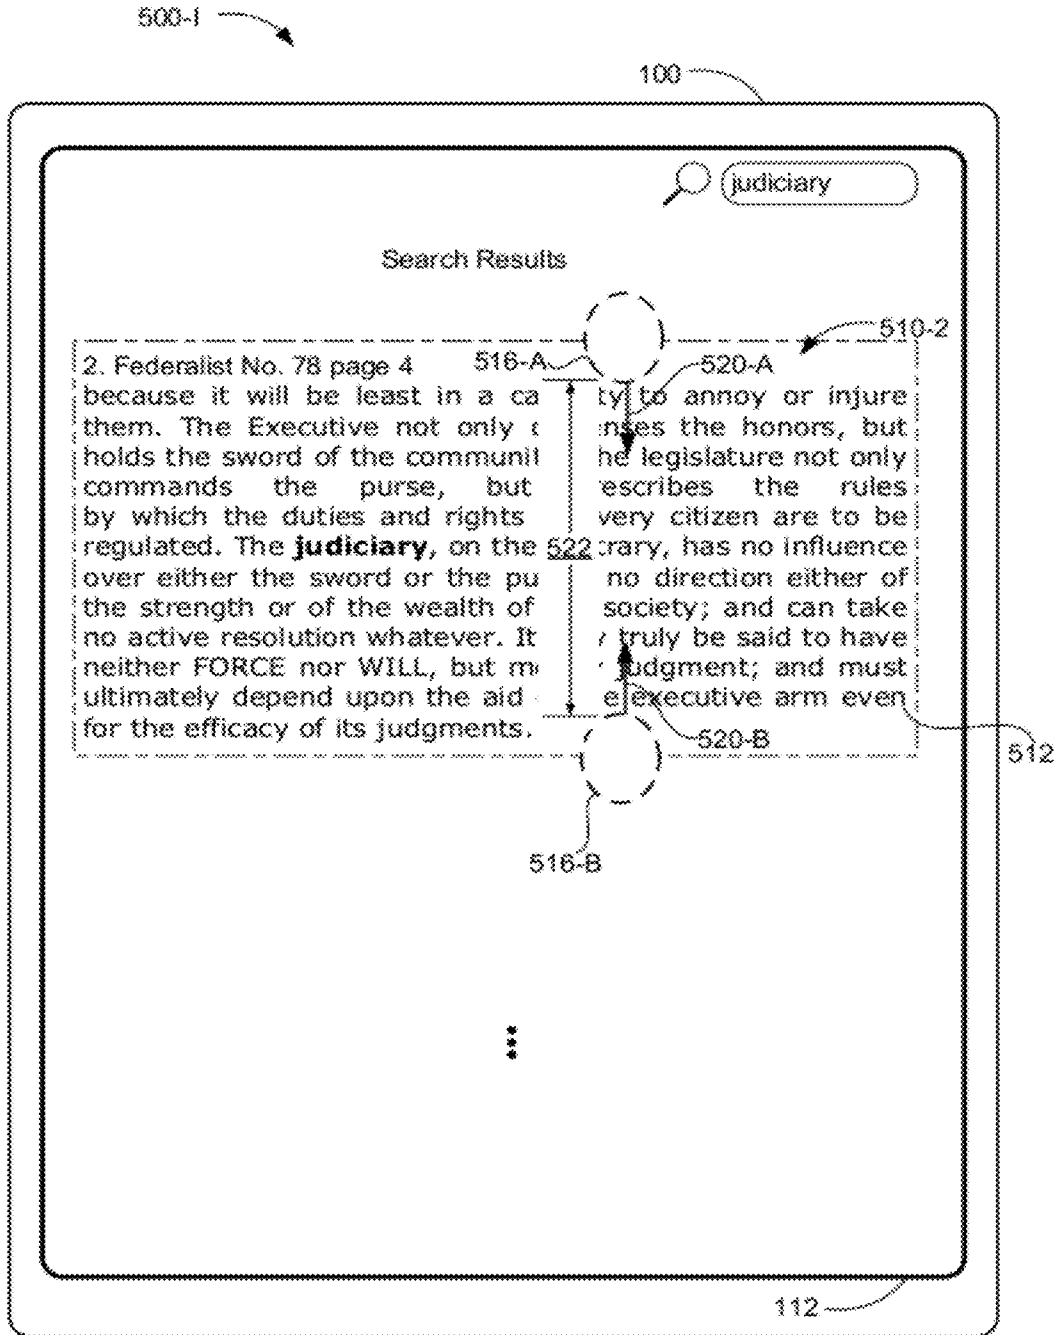 500-I
100
judiciary
Search Results
510-2
2. Federalist No. 78 page 4 516-A 520-A
because it will be least in a ca ty to annoy or injure
them. The Executive not only the honors, but
holds the sword of the communit he legislature not only
commands the purse, but escribes the rules
by which the duties and rights very citizen are to be
regulated. The judiciary, on the 522 rary, has no influence
over either the sword or the pu no direction either of
the strength or of the wealth of society; and can take
no active resolution whatever. It truly be said to have
neither FORCE nor WILL, but m judgment; and must
ultimately depend upon the aid e executive arm even
for the efficacy of its judgments. 520-B
512
516-B
112